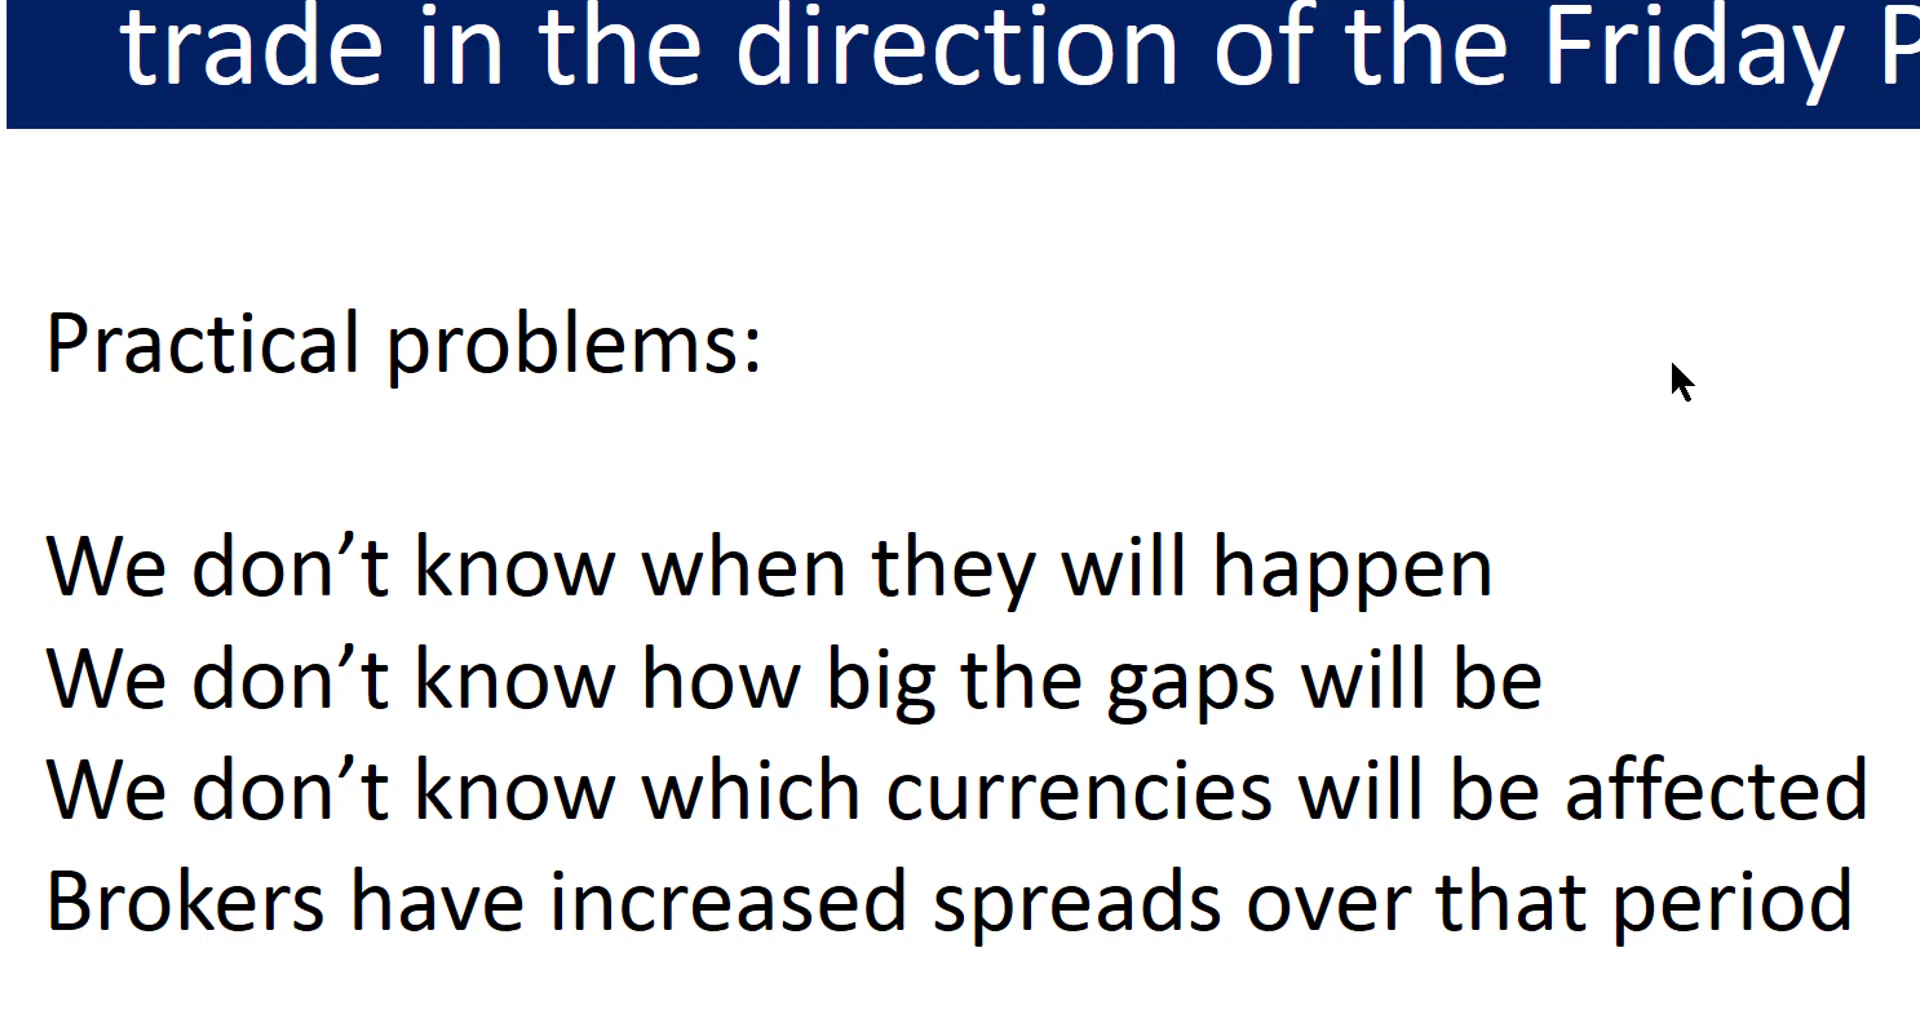 trade in the direction of the Friday
Practical problems:
We don’t know when they will happen
We don’t know how big the gaps will be
We don’t know which currencies will be affected
Brokers have increased spreads over that period